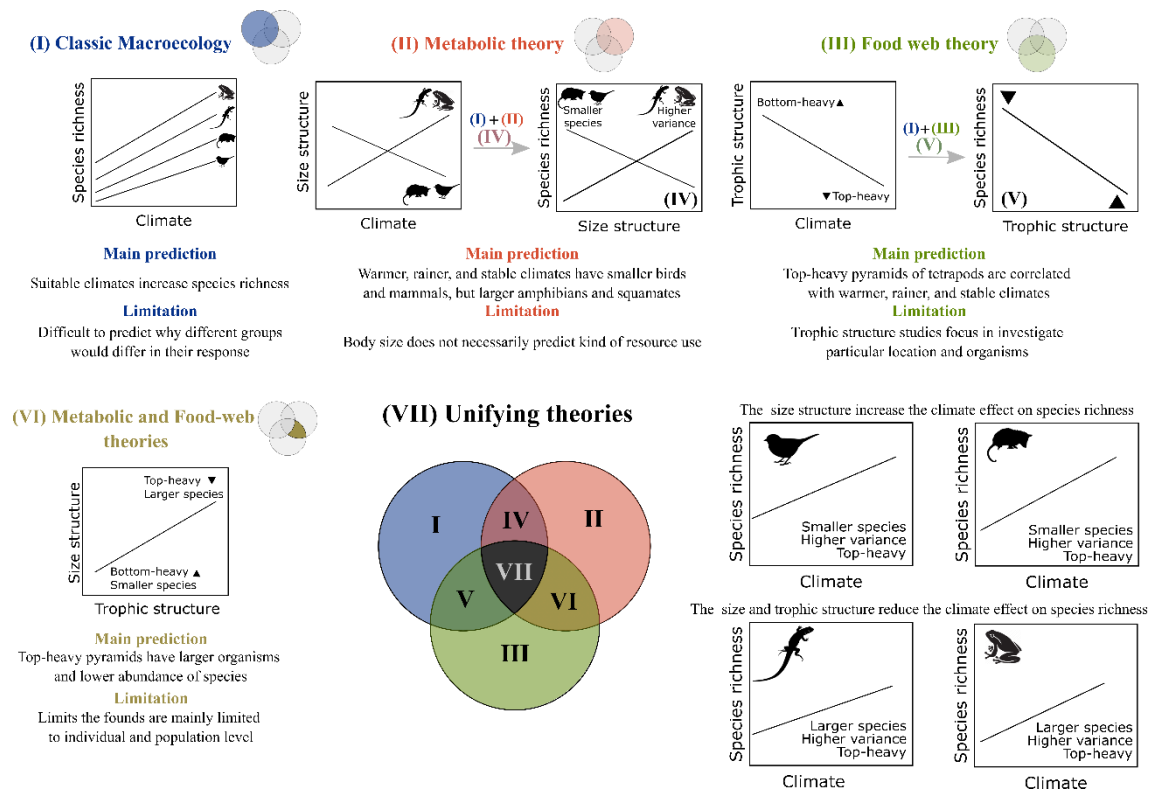 (I) Classic Macroecology
Species richness
Climate
Main prediction
Suitable climates increase species richness
Limitation
Difficult to predict why different groups
would differ in their response
(II) Metabolic theory
Size structure
Climate
(I) + (II)
(IV)
Species richness
Smaller
species
Higher
variance
(IV)
Size structure
Main prediction
Warmer, rainer, and stable climates have smaller birds
and mammals, but larger amphibians and squamates
Limitation
Body size does not necessarily predict kind of resource use
(III) Food web theory
Trophic structure
Bottom-heavy▲
▼Top-heavy
Climate
(I) + (III)
(V)
Species richness
(V)
Trophic structure
Main prediction
Top-heavy pyramids of tetrapods are correlated
with warmer, rainer, and stable climates
Limitation
Trophic structure studies focus in investigate
particular location and organisms
(VI) Metabolic and Food-web
theories
Size structure
Top-heavy ▼
Larger species
Bottom-heavy ▲
Smaller species
Trophic structure
Main prediction
Top-heavy pyramids have larger organisms
and lower abundance of species
Limitation
Limits the founds are mainly limited
to individual and population level
(VII) Unifying theories
I
IV
II
VII
V
VI
III
The size structure increase the climate effect on species richness
Species richness
Smaller species
Higher variance
Top-heavy
Climate
Species richness
Smaller species
Higher variance
Top-heavy
Climate
The size and trophic structure reduce the climate effect on species richness
Species richness
Larger species
Higher variance
Top-heavy
Climate
Species richness
Larger species
Higher variance
Top-heavy
Climate